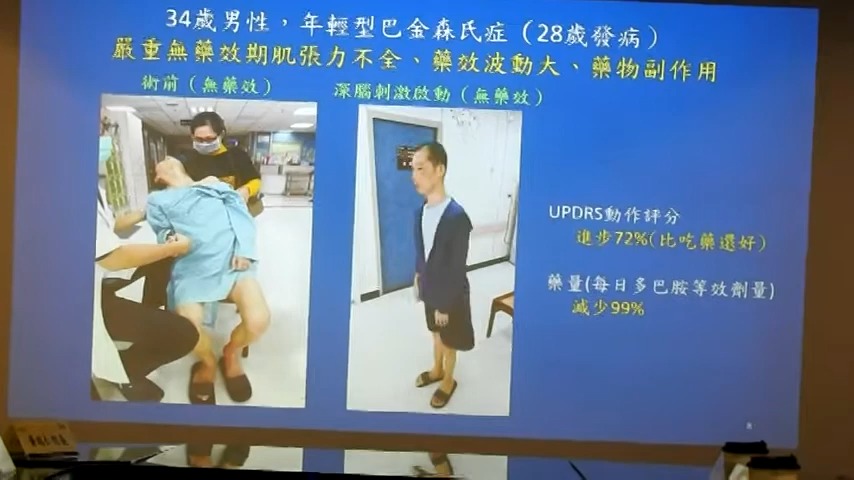 34歲男性，年輕型巴金森氏症（28歲發病）
嚴重無藥效期肌張力不全、藥效波動大、藥物副作用
術前（無藥效）
深腦刺激啟動（無藥效）
UPDRS動作評分
進步72%(比吃藥還好)
藥量(每日多巴胺等效劑量)
減少99%
8